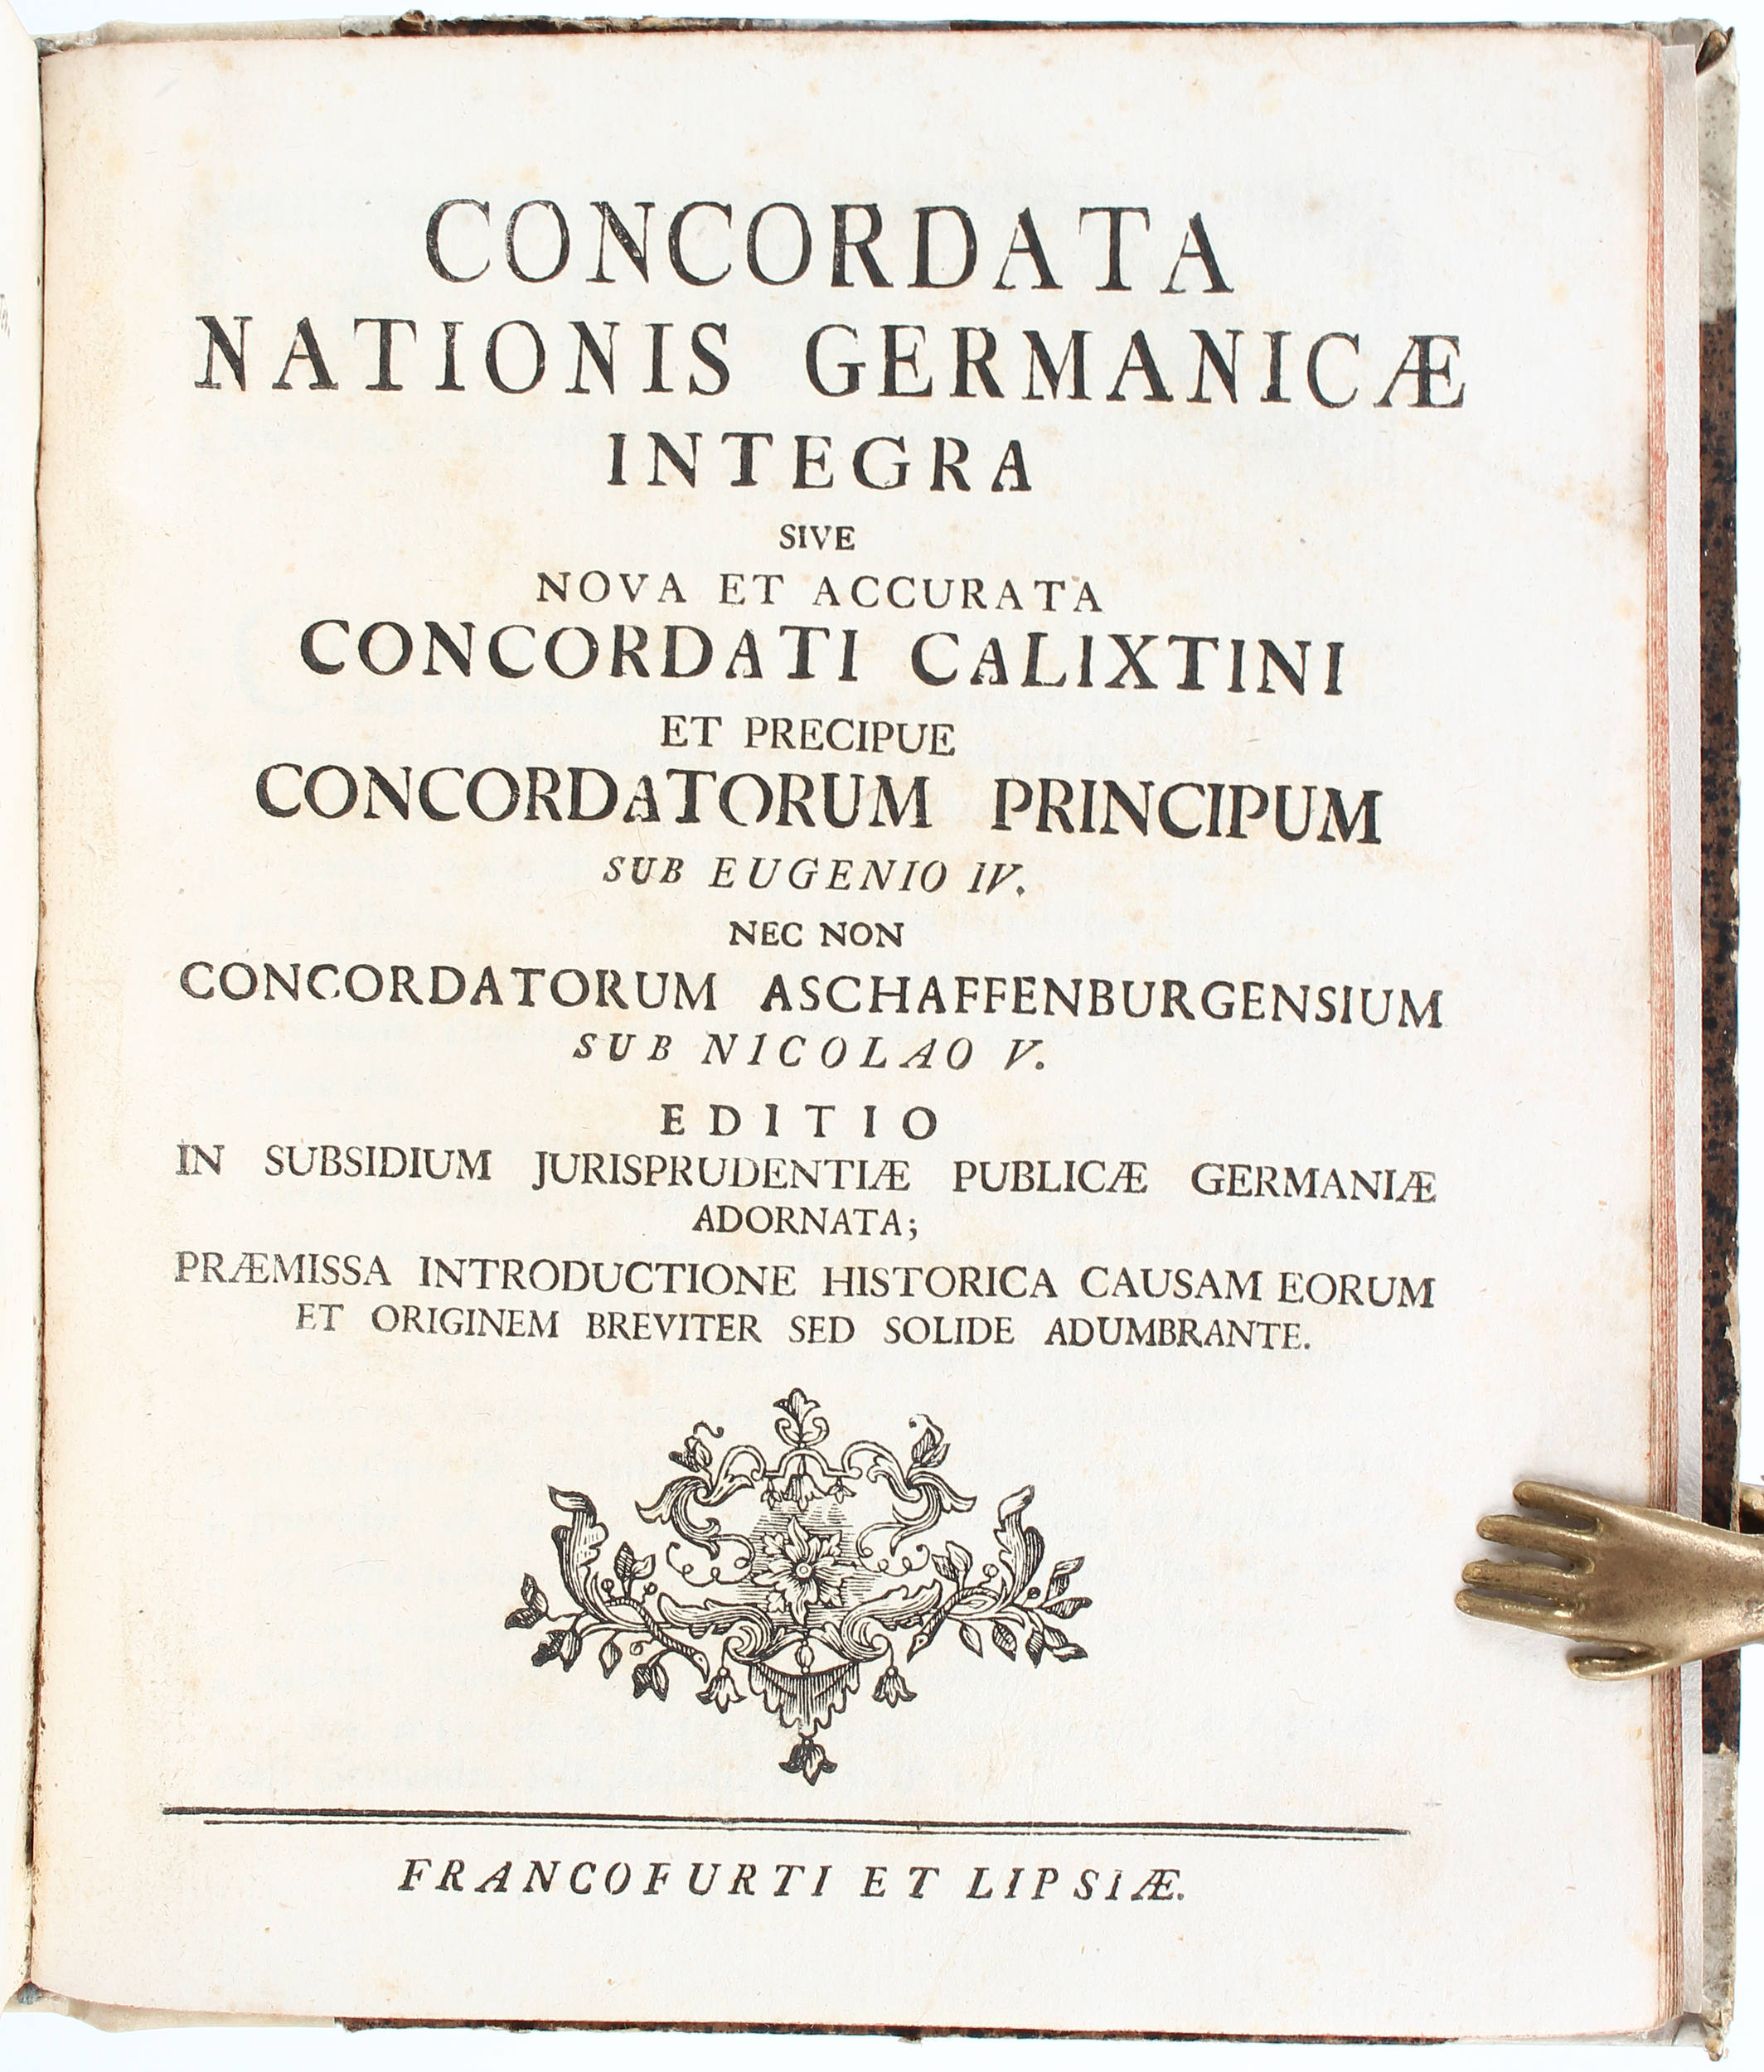 CONCORDATA
NATIONIS GERMANICÆ
INTEGRA
SIVE
NOVA ET ACCURATA
CONCORDATI CALIXTINI
ET PRECIPUE
CONCORDATORUM PRINCIPUM
SUB EUGENIO IV.
NEC NON
CONCORDATORUM ASCHAFFENBURGENSIUM
SUB NICOLAO V.
EDITIO
IN SUBSIDIUM JURISPRUDENTIÆ PUBLICÆ GERMANIÆ
ADORNATA;
PRÆMISSA INTRODUCTIONE HISTORICA CAUSAM EORUM
ET ORIGINEM BREVITER SED SOLIDE ADUMBRANTE.
FRANCOFURTI ET LIPSIÆ.